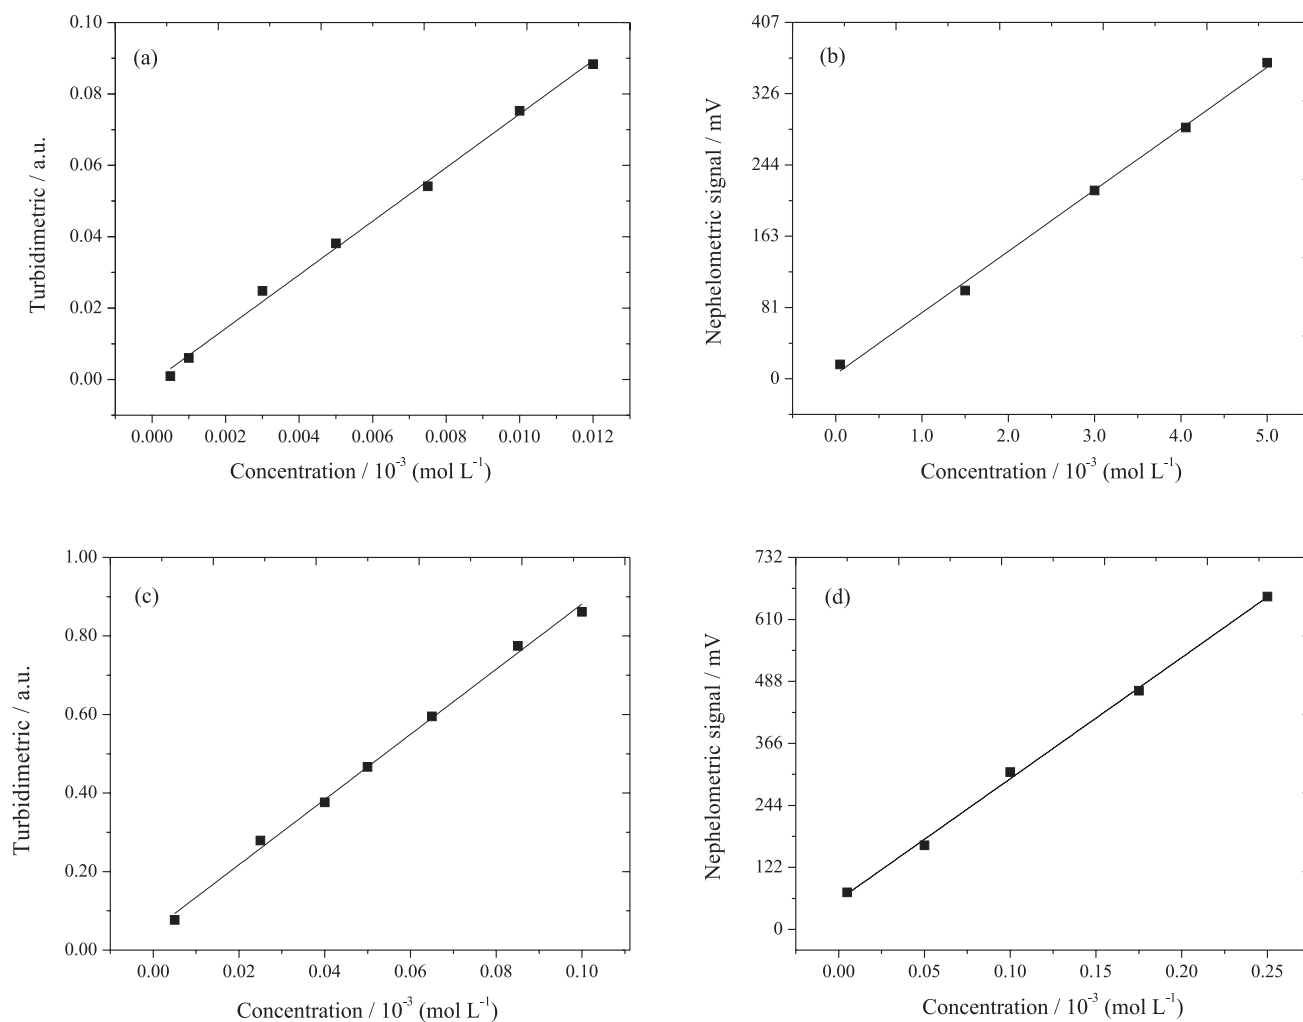 (a)
Turbidimetric / a.u.
0.10
0.08
0.06
0.04
0.02
0.00
0.000 0.002 0.004 0.006 0.008 0.010 0.012
Concentration / 10-3 (mol L-1)
(b)
Nephelometric signal / mV
407
326
244
163
81
0
0.0 1.0 2.0 3.0 4.0 5.0
Concentration / 10-3 (mol L-1)
(c)
Turbidimetric / a.u.
1.00
0.80
0.60
0.40
0.20
0.00
0.00 0.02 0.04 0.06 0.08 0.10
Concentration / 10-3 (mol L-1)
(d)
Nephelometric signal / mV
732
610
488
366
244
122
0
0.00 0.05 0.10 0.15 0.20 0.25
Concentration / 10-3 (mol L-1)